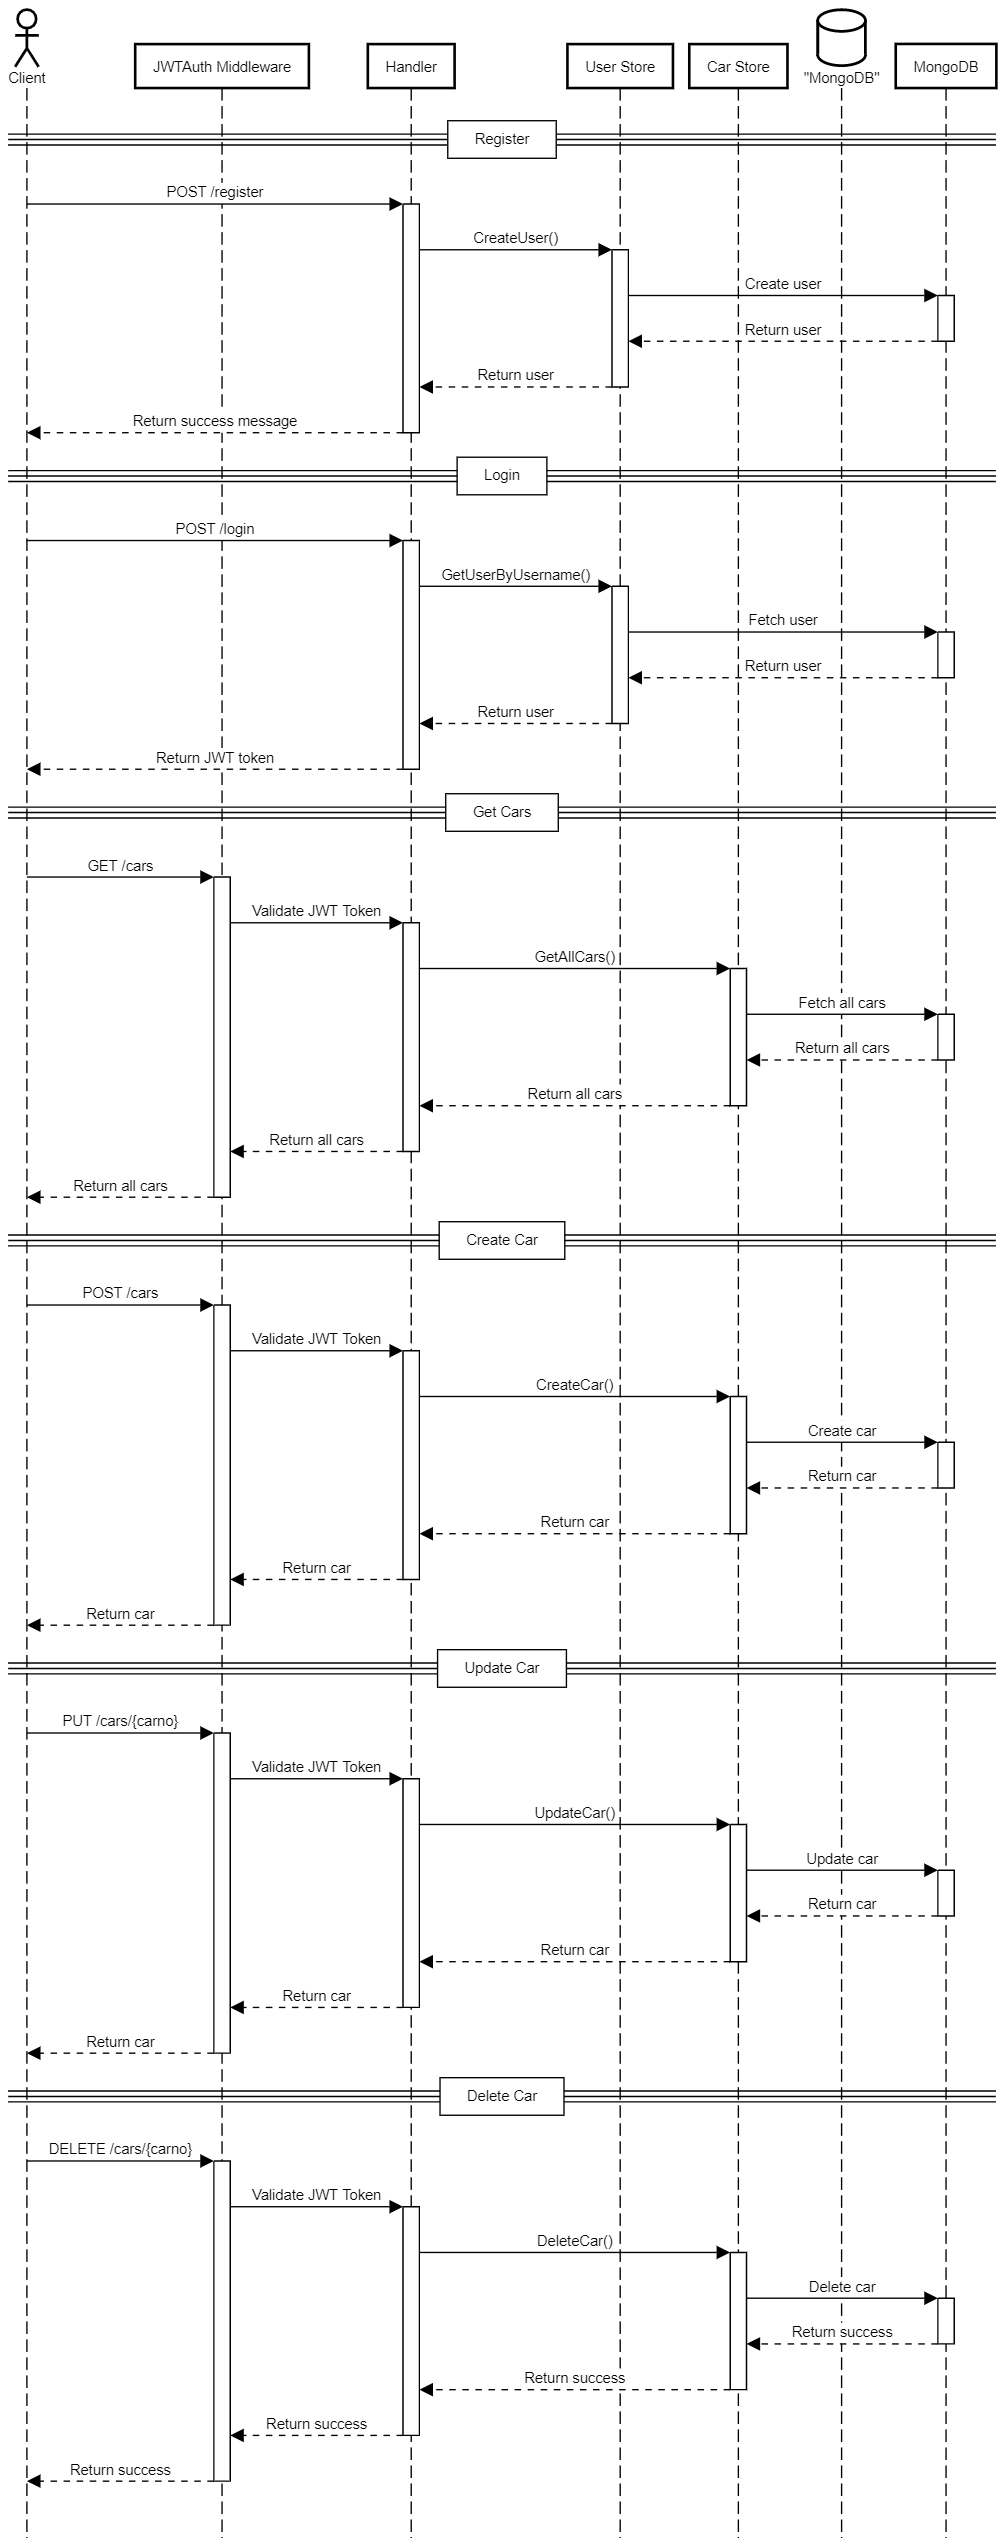 Client
JWTAuth Middleware
Handler
User Store
Car Store
"MongoDB"
MongoDB
Register
POST /register
CreateUser()
Create user
Return user
Return user
Return success message
Login
POST /login
GetUserByUsername()
Fetch user
Return user
Return user
Return JWT token
Get Cars
GET /cars
Validate JWT Token
GetAllCars()
Fetch all cars
Return all cars
Return all cars
Return all cars
Return all cars
Create Car
POST /cars
Validate JWT Token
CreateCar()
Create car
Return car
Return car
Return car
Return car
Update Car
PUT /cars/{carno}
Validate JWT Token
UpdateCar()
Update car
Return car
Return car
Return car
Return car
Delete Car
DELETE /cars/{carno}
Validate JWT Token
DeleteCar()
Delete car
Return success
Return success
Return success
Return success